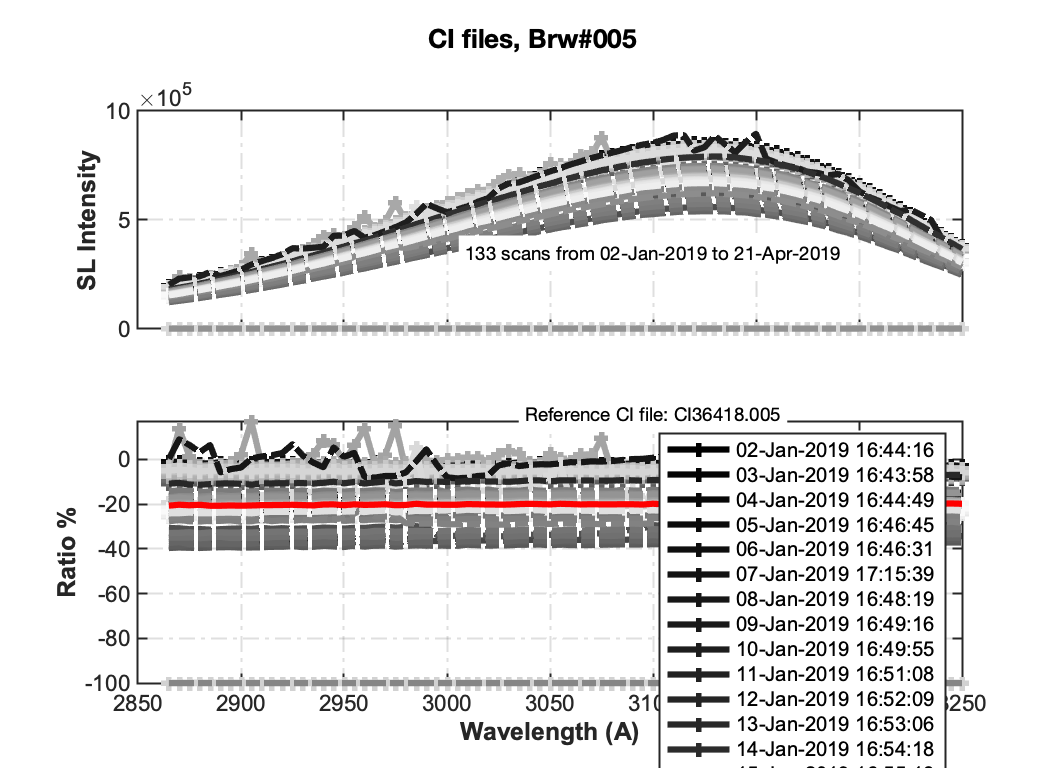 CI files, Brw#005
×10⁵
10
5
0
SL Intensity
133 scans from 02-Jan-2019 to 21-Apr-2019
Reference CI file: CI36418.005
0
-20
-40
-60
-80
-100
Ratio %
2850 2900 2950 3000 3050
Wavelength (A)
02-Jan-2019 16:44:16
03-Jan-2019 16:43:58
04-Jan-2019 16:44:49
05-Jan-2019 16:46:45
06-Jan-2019 16:46:31
07-Jan-2019 17:15:39
08-Jan-2019 16:48:19
09-Jan-2019 16:49:16
10-Jan-2019 16:49:55
11-Jan-2019 16:51:08
12-Jan-2019 16:52:09
13-Jan-2019 16:53:06
14-Jan-2019 16:54:18